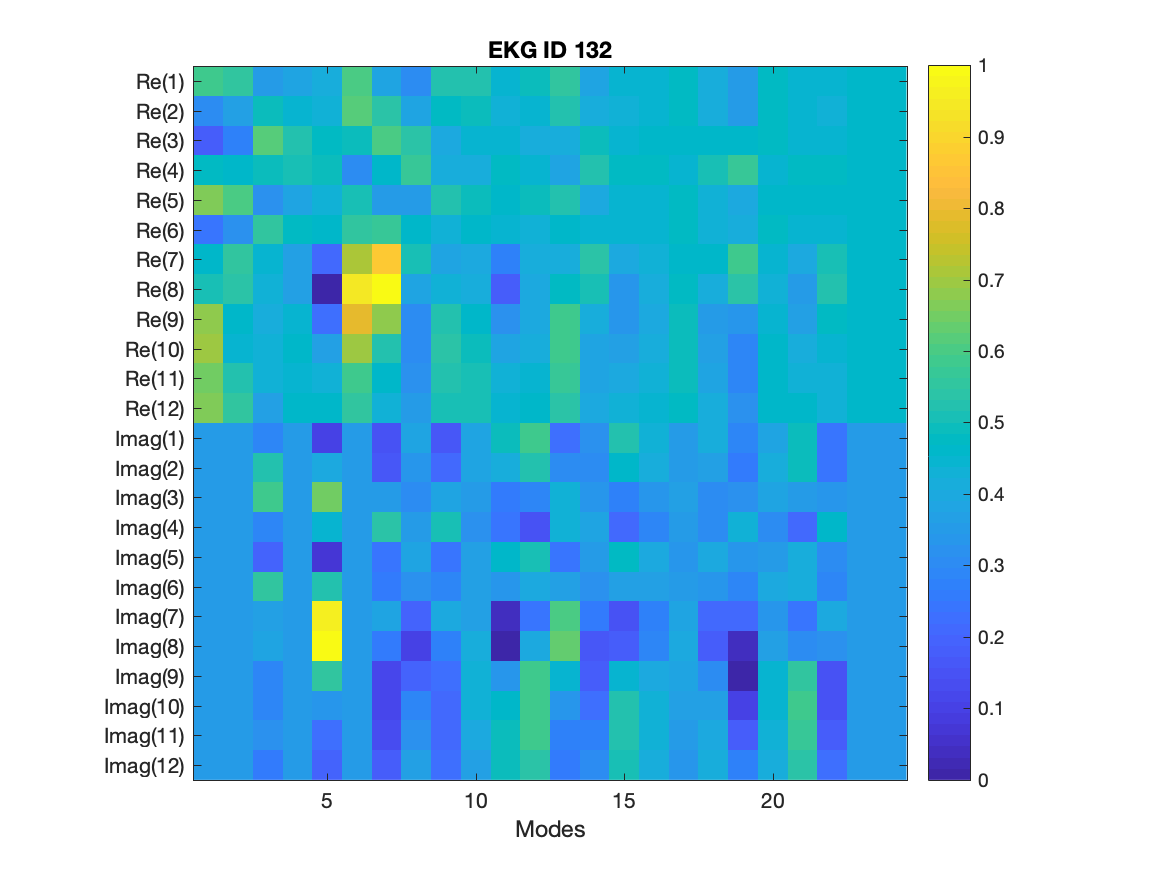 EKG ID 132
Re(1)
Re(2)
Re(3)
Re(4)
Re(5)
Re(6)
Re(7)
Re(8)
Re(9)
Re(10)
Re(11)
Re(12)
Imag(1)
Imag(2)
Imag(3)
Imag(4)
Imag(5)
Imag(6)
Imag(7)
Imag(8)
Imag(9)
Imag(10)
Imag(11)
Imag(12)
5 10 15 20
Modes
1
0.9
0.8
0.7
0.6
0.5
0.4
0.3
0.2
0.1
0